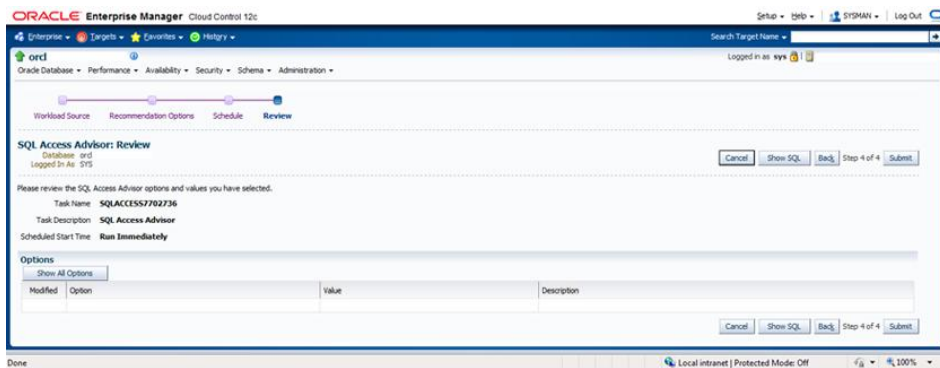 ORACLE Enterprise Manager Cloud Control 12c
Setup Help SYSMAN Log Out
Enterprise Targets Favorites History Search Target Name
orcl Logged in as sys
Oracle Database Performance Availability Security Schema Administration
Workload Source Recommendation Options Schedule Review
SQL Access Advisor: Review
Database orcl
Logged In As SYS
Cancel Show SQL Back Step 4 of 4 Submit
Please review the SQL Access Advisor options and values you have selected.
Task Name SQLACCESS7702736
Task Description SQL Access Advisor
Scheduled Start Time Run Immediately
Options
Show All Options
Modified Option Value Description
Cancel Show SQL Back Step 4 of 4 Submit
Done Local intranet | Protected Mode: Off 100%